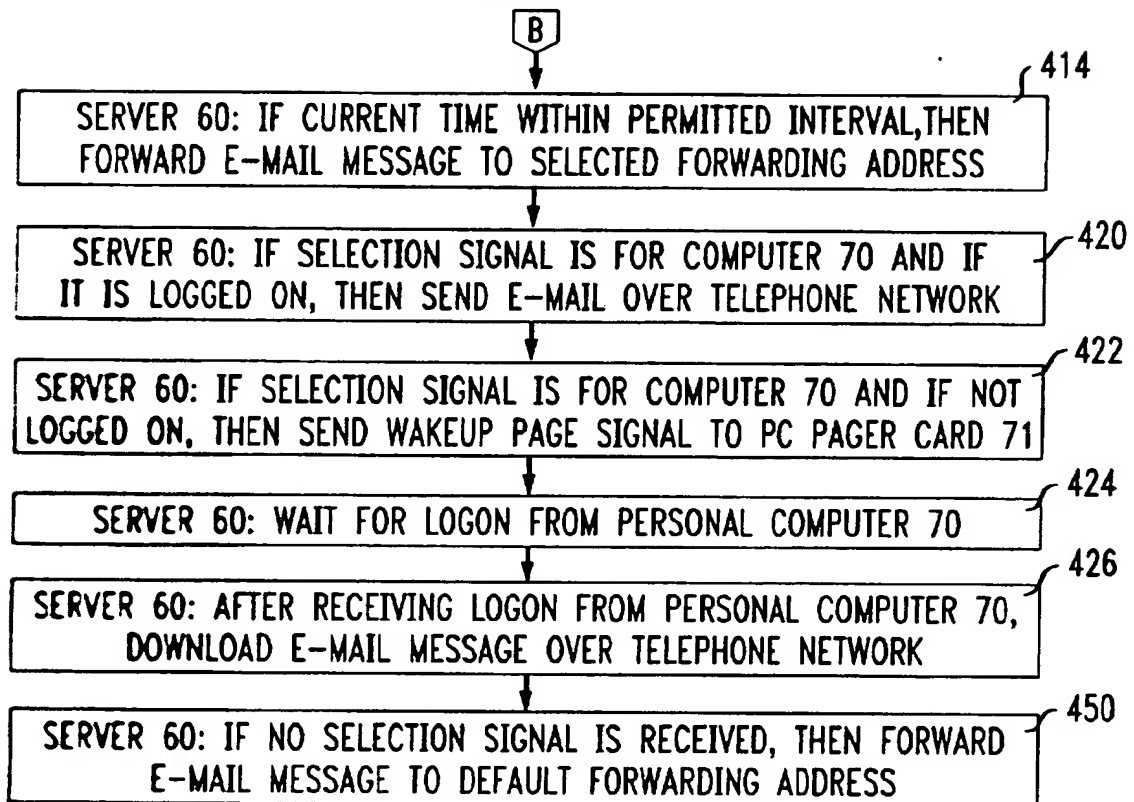 B
414
SERVER 60: IF CURRENT TIME WITHIN PERMITTED INTERVAL,THEN
FORWARD E-MAIL MESSAGE TO SELECTED FORWARDING ADDRESS
420
SERVER 60: IF SELECTION SIGNAL IS FOR COMPUTER 70 AND IF
IT IS LOGGED ON, THEN SEND E-MAIL OVER TELEPHONE NETWORK
422
SERVER 60: IF SELECTION SIGNAL IS FOR COMPUTER 70 AND IF NOT
LOGGED ON, THEN SEND WAKEUP PAGE SIGNAL TO PC PAGER CARD 71
424
SERVER 60: WAIT FOR LOGON FROM PERSONAL COMPUTER 70
426
SERVER 60: AFTER RECEIVING LOGON FROM PERSONAL COMPUTER 70,
DOWNLOAD E-MAIL MESSAGE OVER TELEPHONE NETWORK
450
SERVER 60: IF NO SELECTION SIGNAL IS RECEIVED, THEN FORWARD
E-MAIL MESSAGE TO DEFAULT FORWARDING ADDRESS